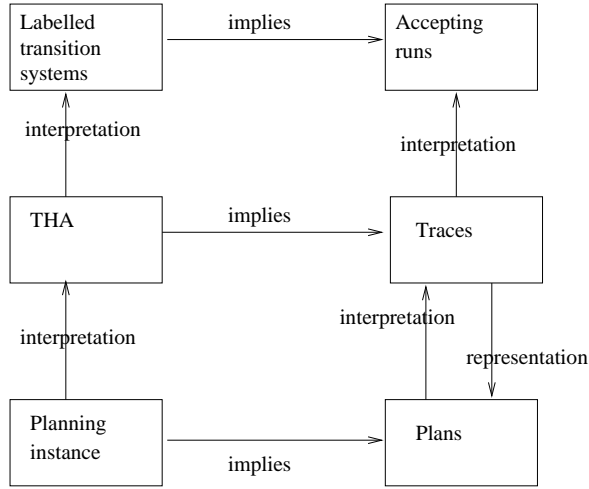 Labelled
transition
systems
implies
Accepting
runs
interpretation
interpretation
THA
implies
Traces
interpretation
interpretation
representation
Planning
instance
implies
Plans